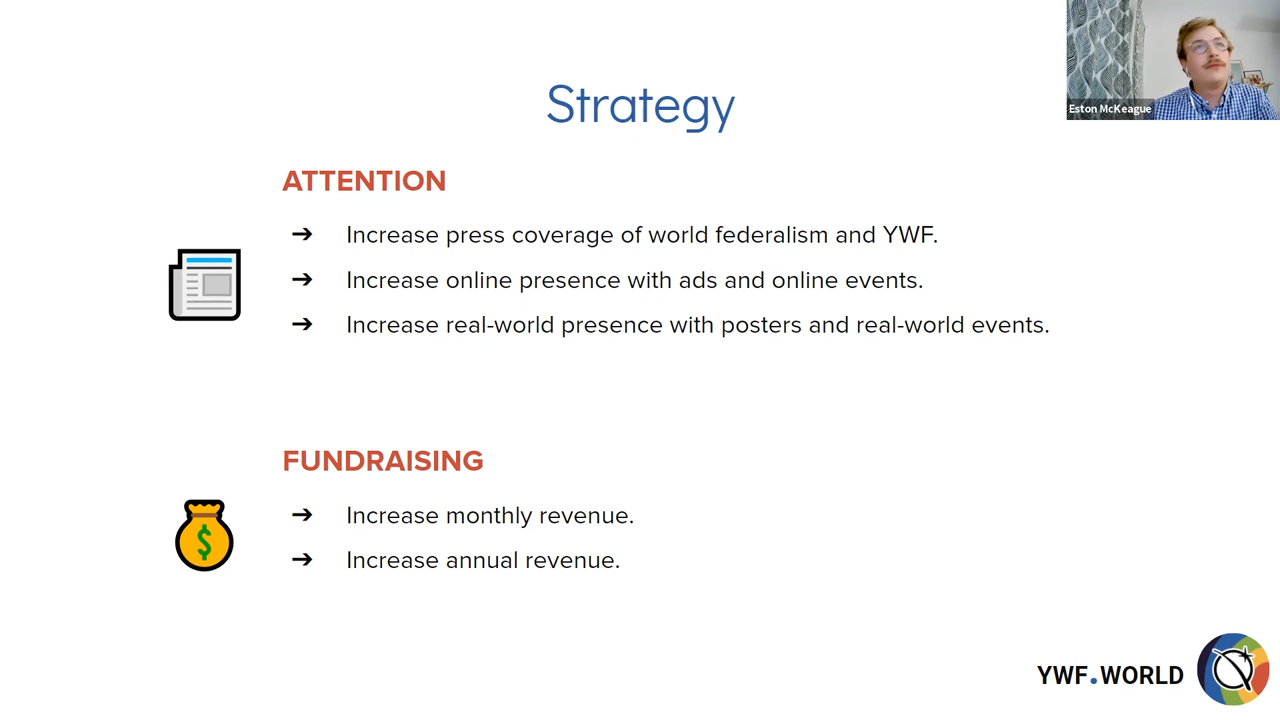 Strategy
Eston McKeague
ATTENTION
➔ Increase press coverage of world federalism and YWF.
➔ Increase online presence with ads and online events.
➔ Increase real-world presence with posters and real-world events.
FUNDRAISING
$
➔ Increase monthly revenue.
➔ Increase annual revenue.
YWF.WORLD